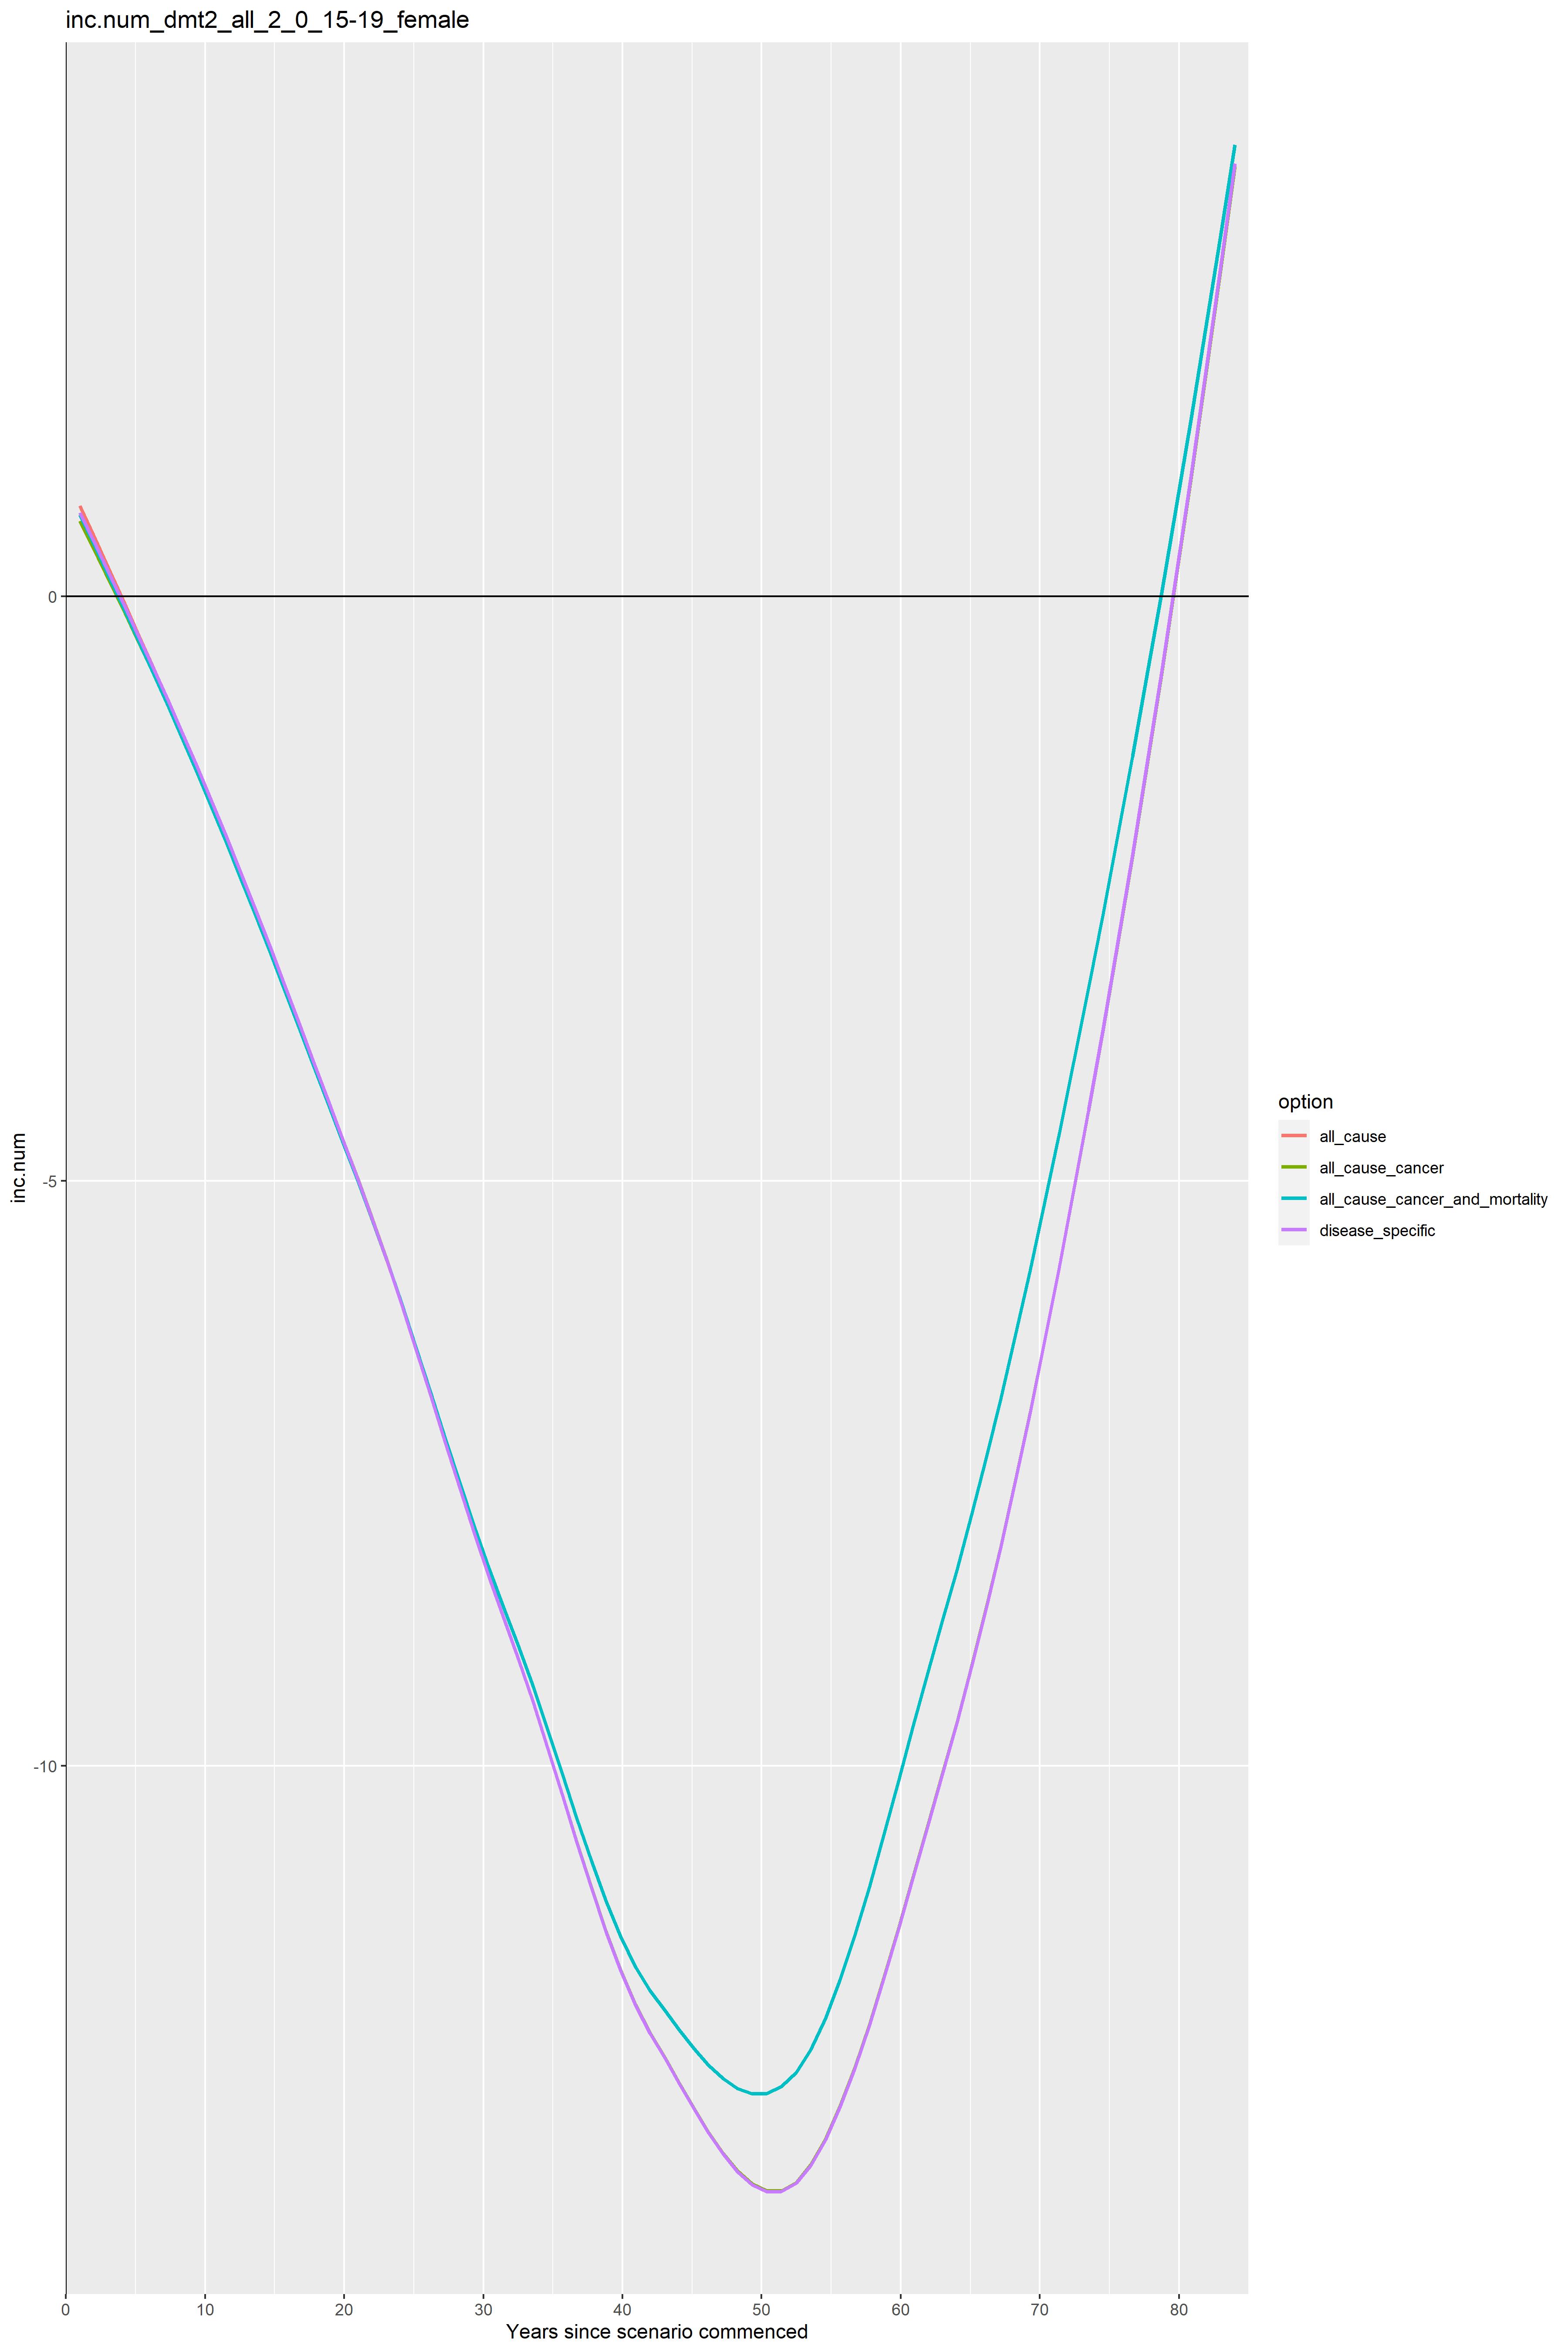 inc.num_dmt2_all_2_0_15-19_female
inc.num
0
-5
-10
0 10 20 30 40 50 60 70 80
Years since scenario commenced
option
all_cause
all_cause_cancer
all_cause_cancer_and_mortality
disease_specific